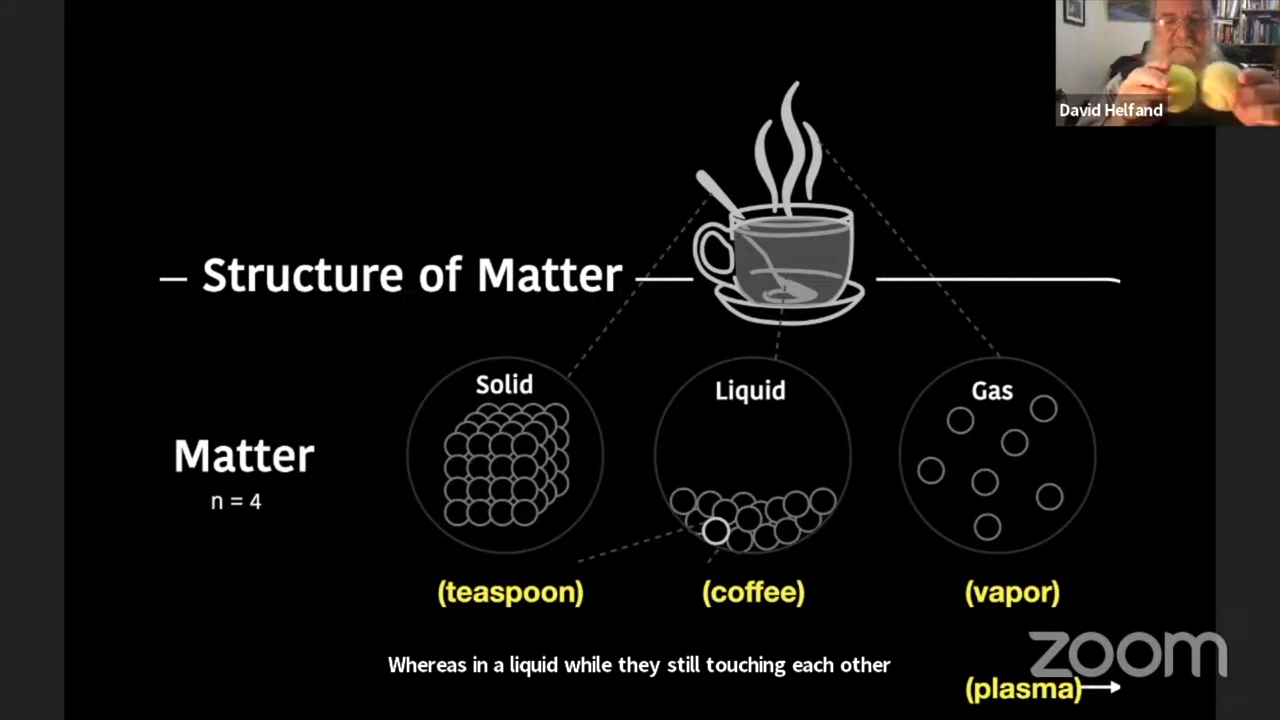 David Helfand
Structure of Matter
Solid
Liquid
Gas
Matter
n = 4
(teaspoon)
(coffee)
(vapor)
Whereas in a liquid while they still touching each other
zoom
(plasma)